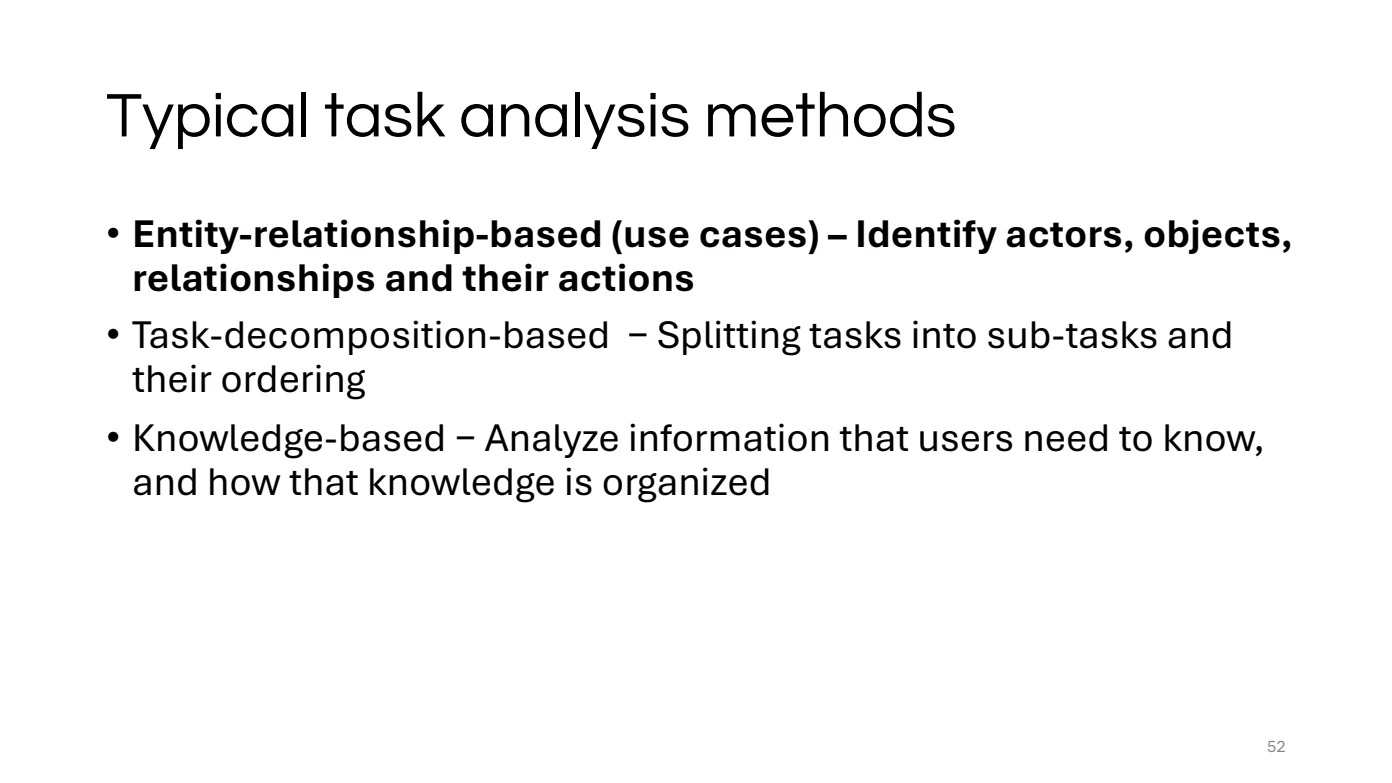 Typical task analysis methods
• Entity-relationship-based (use cases) – Identify actors, objects,
relationships and their actions
• Task-decomposition-based  − Splitting tasks into sub-tasks and
their ordering
• Knowledge-based − Analyze information that users need to know,
and how that knowledge is organized
52